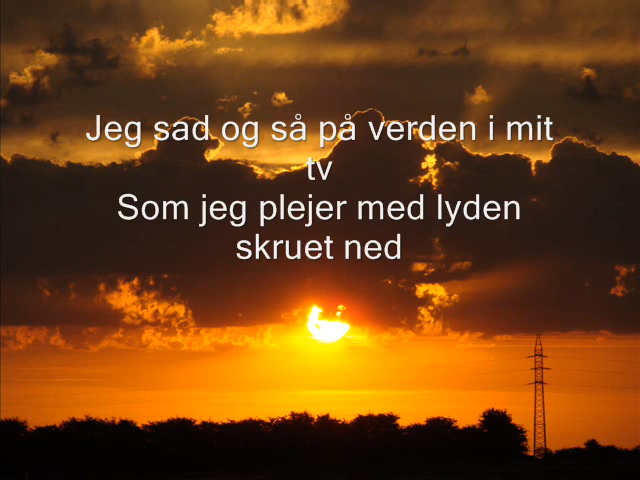 Jeg sad og så på verden i mit
tv
Som jeg plejer med lyden
skruet ned